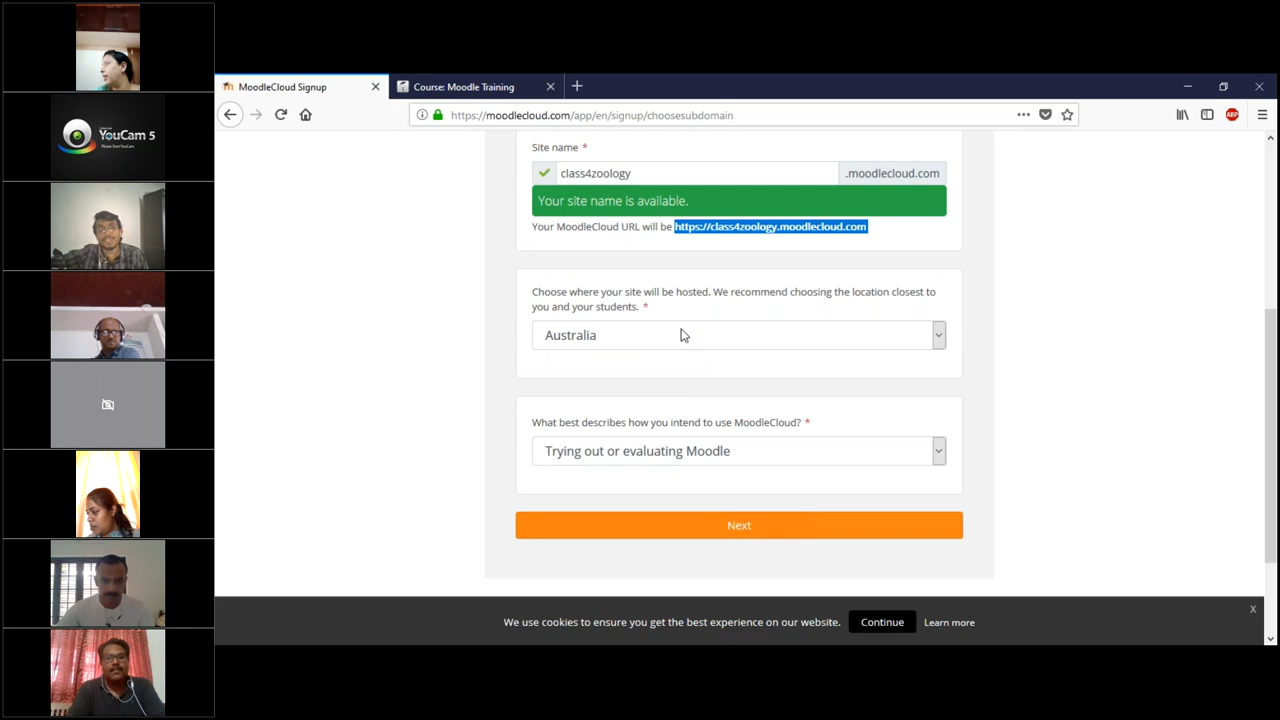 YouCam 5
MoodleCloud Signup
Course: Moodle Training
https://moodlecloud.com/app/en/signup/choosesubdomain
ABP
Site name *
class4zoology
.moodlecloud.com
Your site name is available.
Your MoodleCloud URL will be https://class4zoology.moodlecloud.com
Choose where your site will be hosted. We recommend choosing the location closest to
you and your students. *
Australia
What best describes how you intend to use MoodleCloud? *
Trying out or evaluating Moodle
Next
We use cookies to ensure you get the best experience on our website.
Continue
Learn more
x